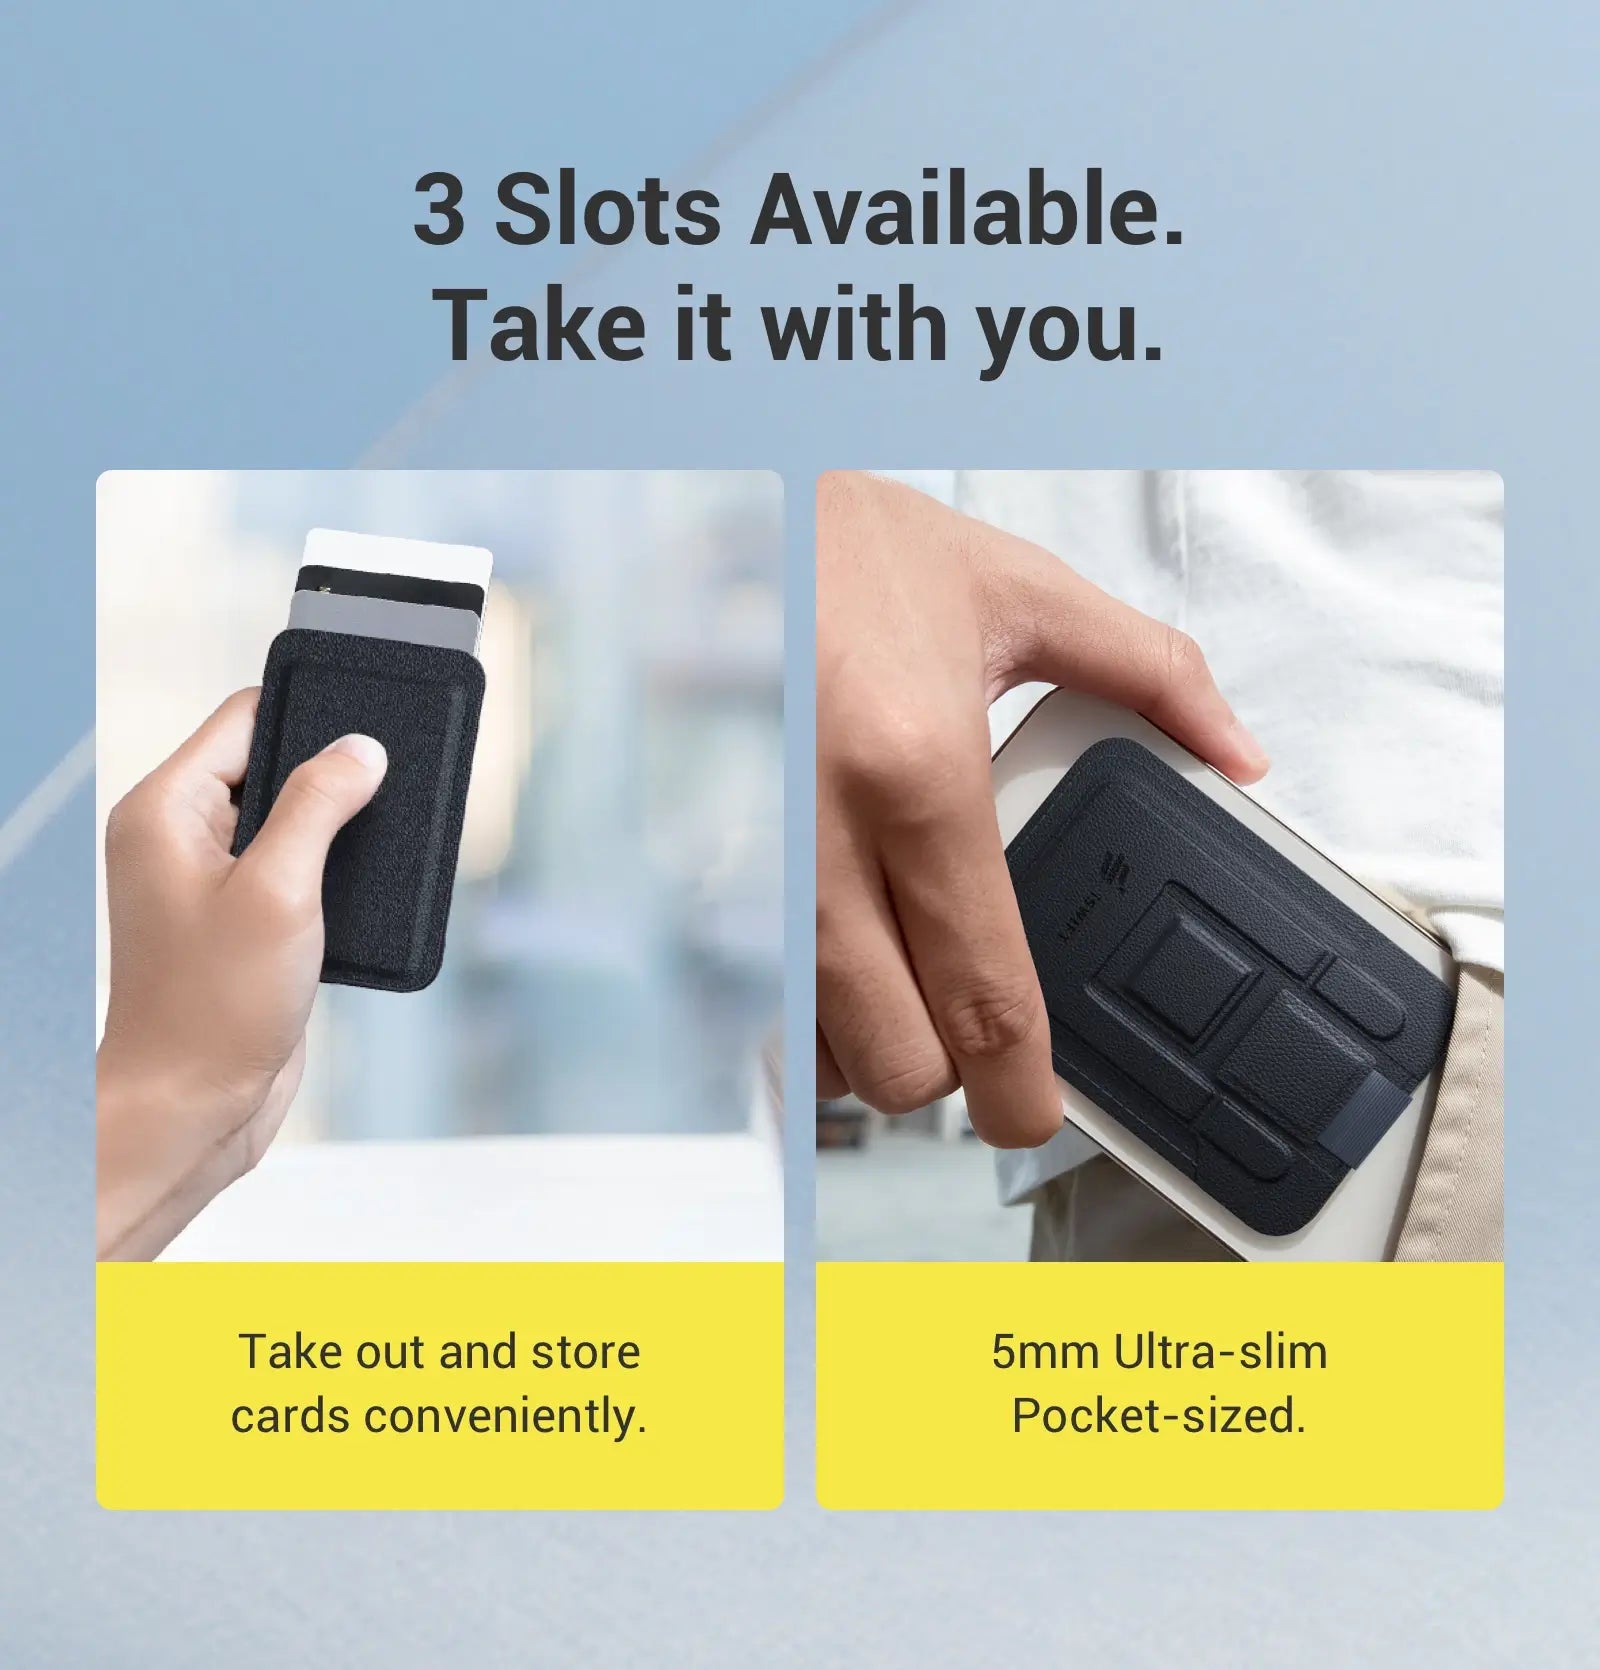 3 Slots Available.
Take it with you.
Take out and store
cards conveniently.
5mm Ultra-slim
Pocket-sized.